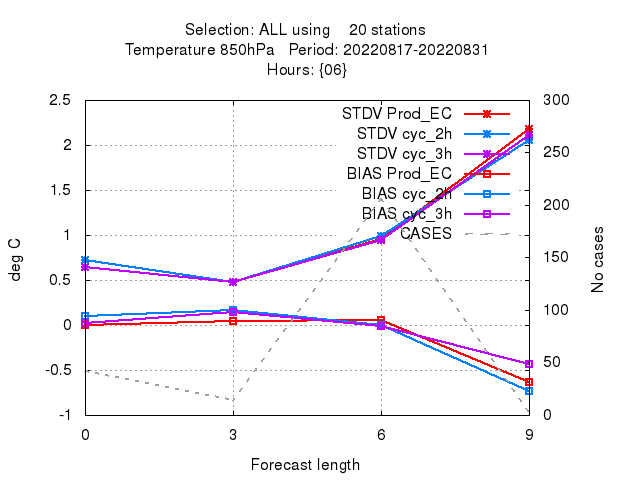 Selection: ALL using 20 stations
Temperature 850hPa Period: 20220817-20220831
Hours: {06}
2.5
2
1.5
1
0.5
0
-0.5
-1
deg C
STDV Prod_EC
STDV cyc_2h
STDV cyc_3h
BIAS Prod_EC
BIAS cyc_2h
BIAS cyc_3h
CASES
300
250
200
150
100
50
0
No cases
0 3 6 9
Forecast length